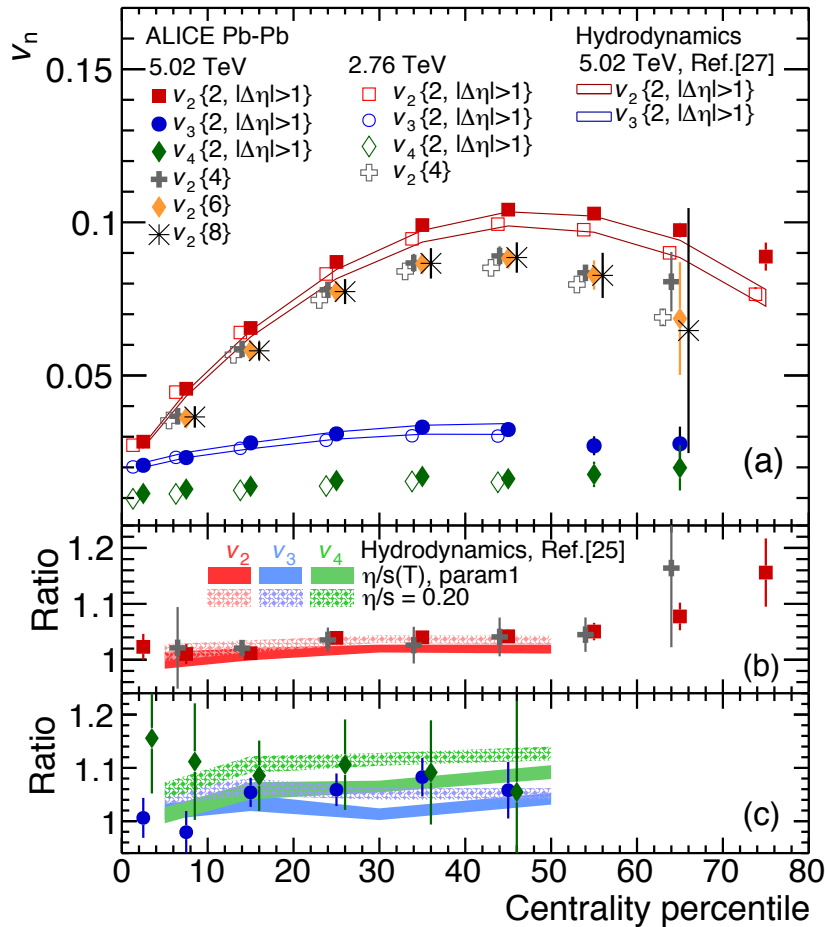 v_n
0.15
0.1
0.05
ALICE Pb-Pb
5.02 TeV
v_2{2, |Δη|>1}
v_3{2, |Δη|>1}
v_4{2, |Δη|>1}
v_2{4}
v_2{6}
v_2{8}
2.76 TeV
v_2{2, |Δη|>1}
v_3{2, |Δη|>1}
v_4{2, |Δη|>1}
v_2{4}
Hydrodynamics
5.02 TeV, Ref.[27]
v_2{2, |Δη|>1}
v_3{2, |Δη|>1}
(a)
Ratio
1.2
1.1
1
v_2 v_3 v_4 Hydrodynamics, Ref.[25]
η/s(T), param1
η/s = 0.20
(b)
Ratio
1.2
1.1
1
(c)
0 10 20 30 40 50 60 70 80
Centrality percentile